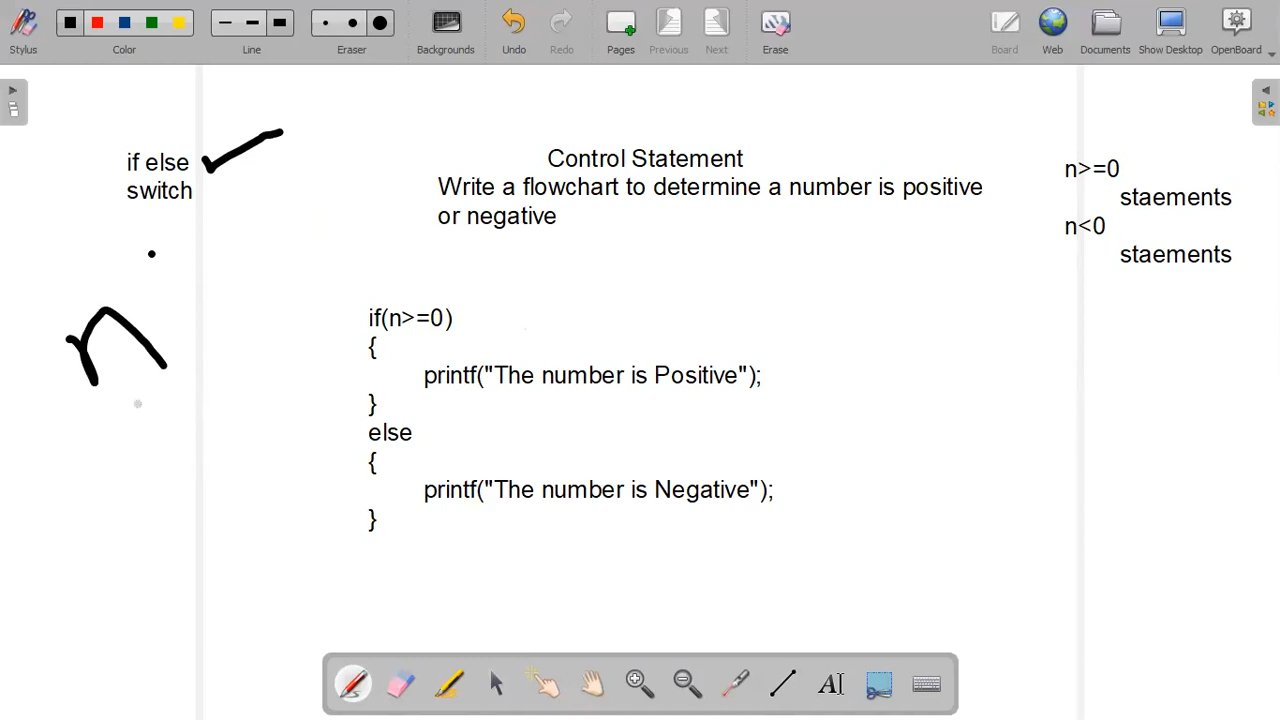 Stylus
Color
Line
Eraser
Backgrounds
Undo
Redo
Pages
Previous
Next
Erase
Board
Web
Documents
Show Desktop
OpenBoard
if else
switch
n
Control Statement
Write a flowchart to determine a number is positive
or negative
if(n>=0)
{
printf("The number is Positive");
}
else
{
printf("The number is Negative");
}
n>=0
staements
n<0
staements
AI